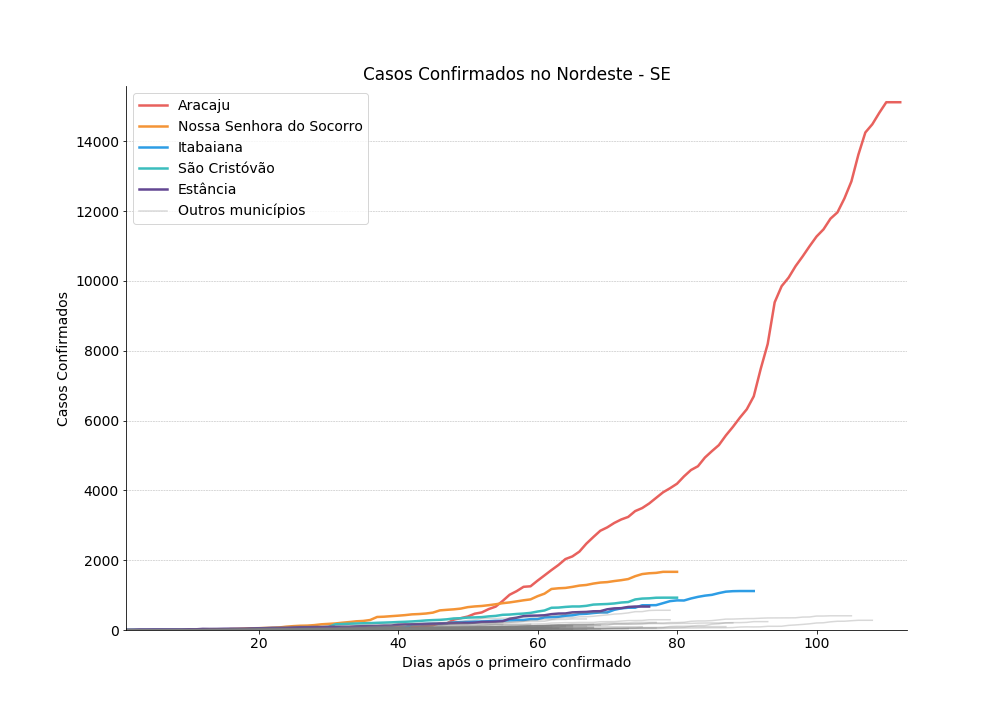 Casos Confirmados no Nordeste - SE
Aracaju
Nossa Senhora do Socorro
Itabaiana
São Cristóvão
Estância
Outros municípios
14000
12000
10000
8000
6000
4000
2000
0
Casos Confirmados
20
40
60
80
100
Dias após o primeiro confirmado